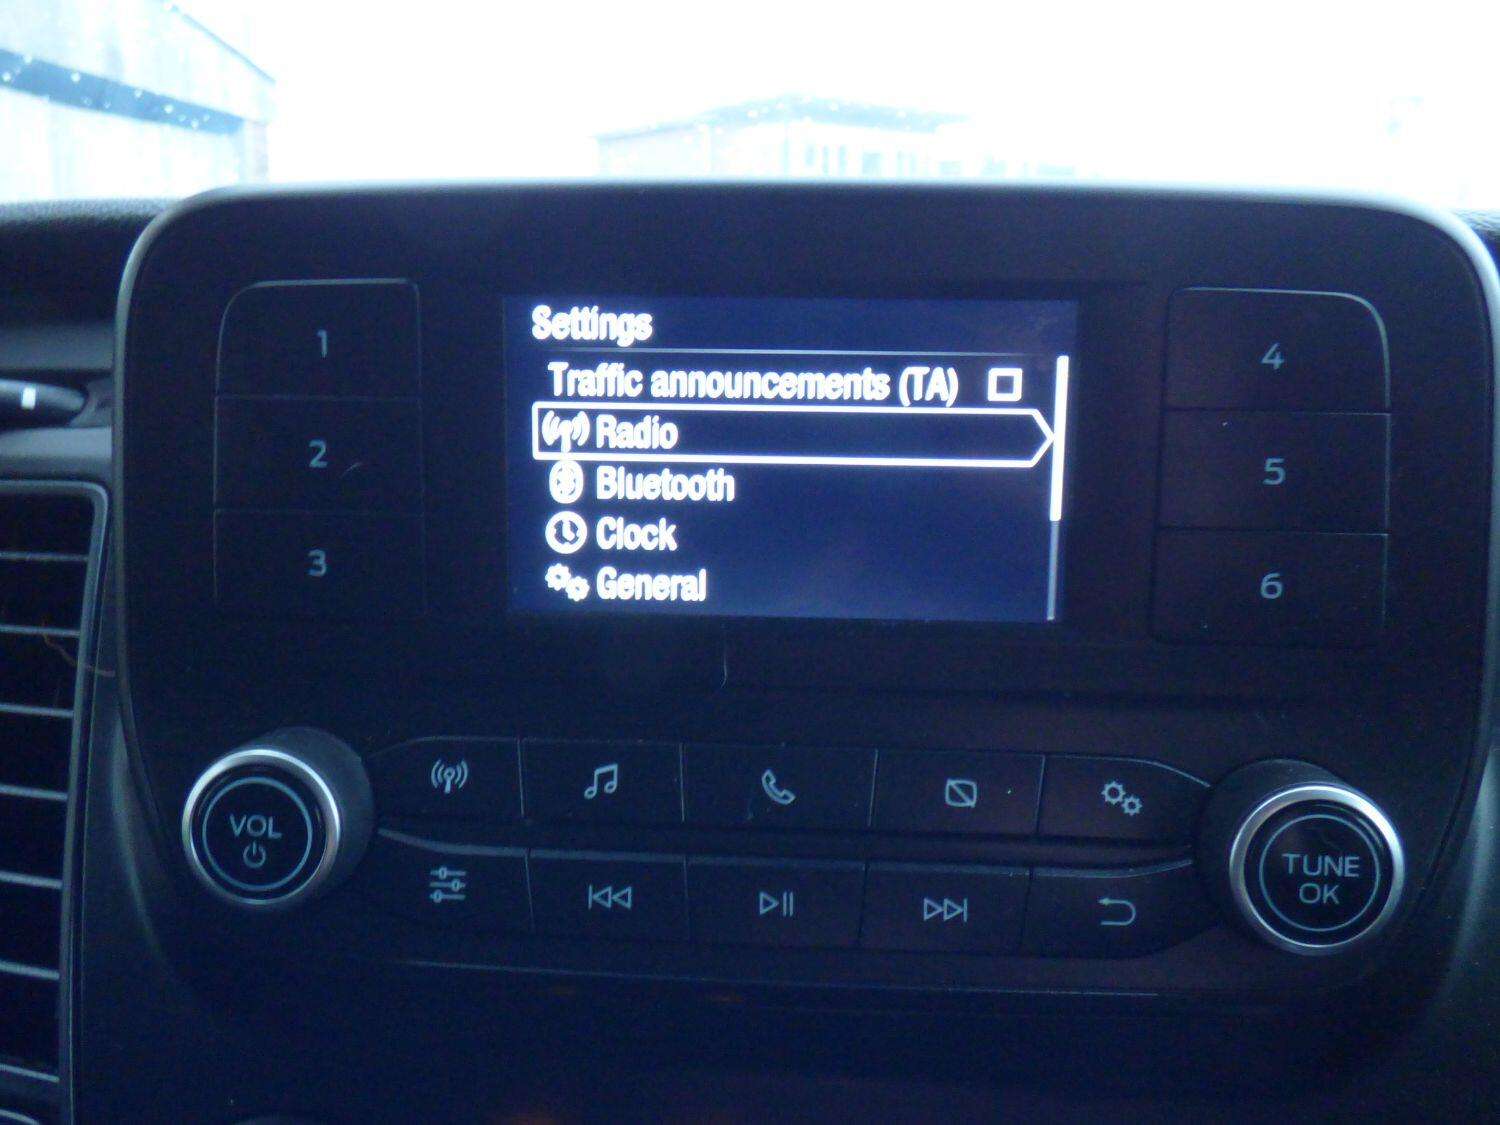 Settings
Traffic announcements (TA)
Radio
Bluetooth
Clock
General
1
2
3
4
5
6
VOL
TUNE
OK